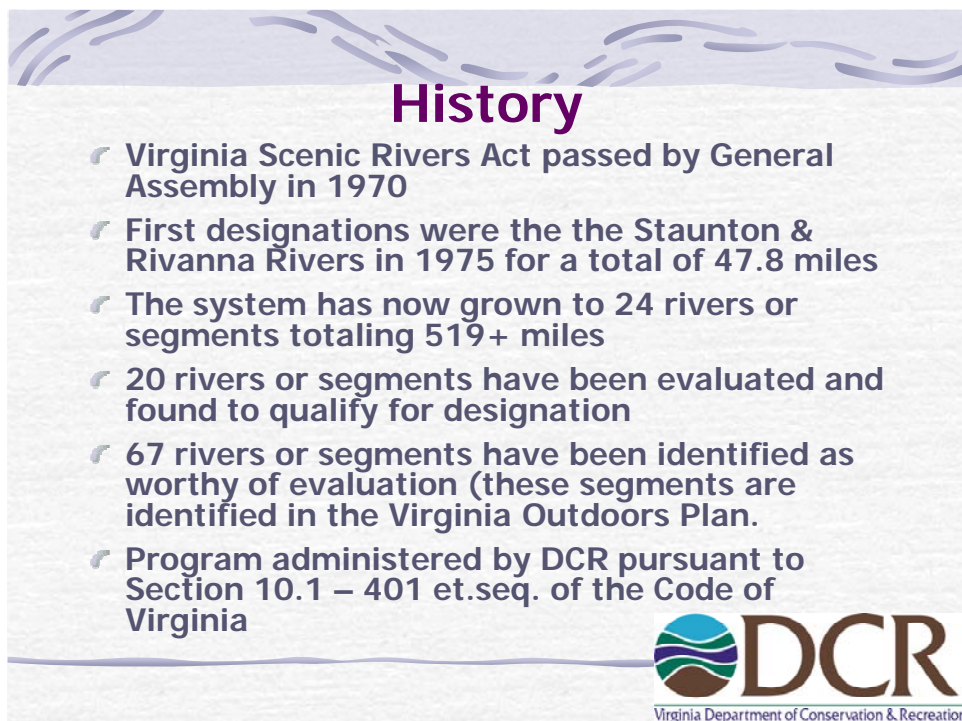 History
Virginia Scenic Rivers Act passed by General
Assembly in 1970
First designations were the the Staunton &
Rivanna Rivers in 1975 for a total of 47.8 miles
The system has now grown to 24 rivers or
segments totaling 519+ miles
20 rivers or segments have been evaluated and
found to qualify for designation
67 rivers or segments have been identified as
worthy of evaluation (these segments are
identified in the Virginia Outdoors Plan.
Program administered by DCR pursuant to
Section 10.1 – 401 et.seq. of the Code of
Virginia
DCR
Virginia Department of Conservation & Recreation